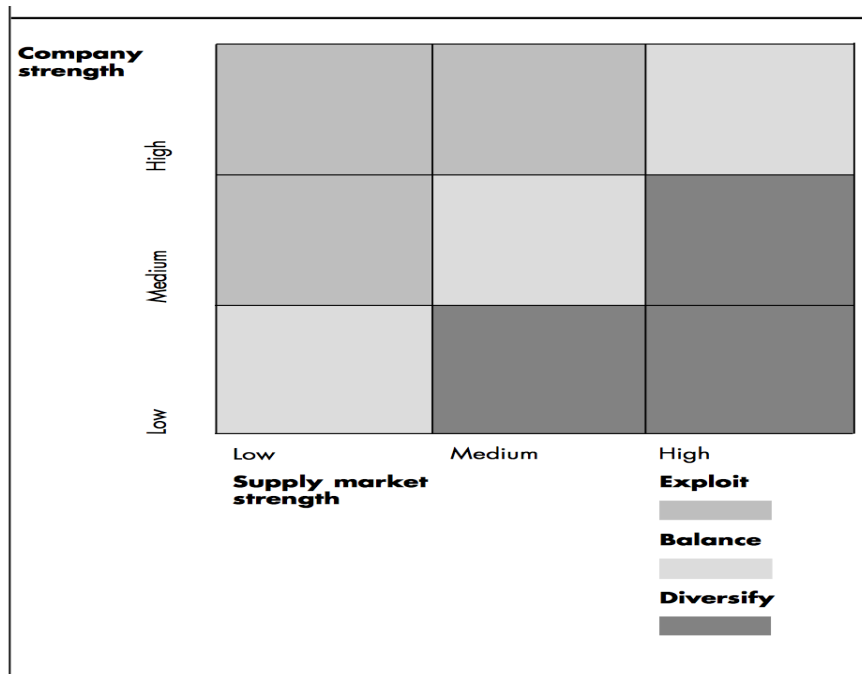 Company
strength
High
Medium
Low
Low Medium High
Supply market
strength
Exploit
Balance
Diversify